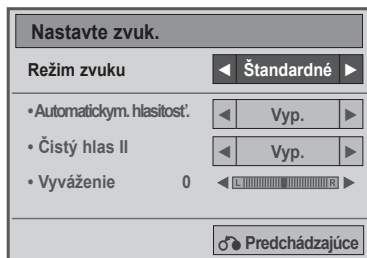 Nastavte zvuk.
Režim zvuku ◀ Štandardné ▶
•Automatickym. hlasitosť. ◀ Vyp. ▶
• Čistý hlas II ◀ Vyp. ▶
• Vyváženie 0 ◀ L R ▶
Predchádzajúce